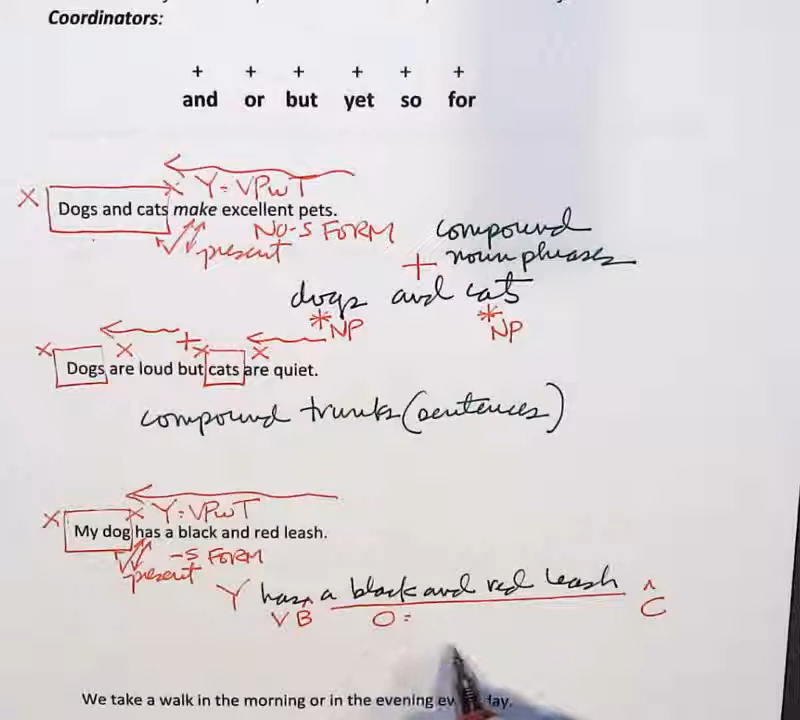 Coordinators:
+ + + + + +
and or but yet so for
X Y = VPwT
Dogs and cats make excellent pets.
NO-S FORM
present
compound
+ noun phrases
dogs and cats
* NP * NP
X X + X X
Dogs are loud but cats are quiet.
compound trunks (sentences)
X X Y = VPwT
My dog has a black and red leash.
-S FORM
present
Y has a black and red leash ^
VB O= C
We take a walk in the morning or in the evening